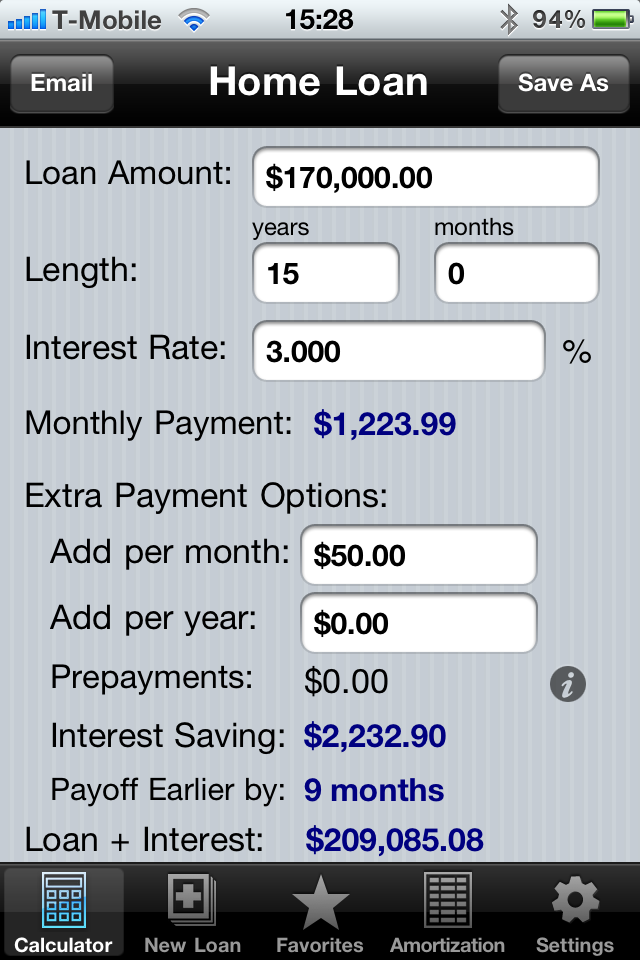 T-Mobile 15:28 94%
Email Home Loan Save As
Loan Amount: $170,000.00
years months
Length: 15 0
Interest Rate: 3.000 %
Monthly Payment: $1,223.99
Extra Payment Options:
Add per month: $50.00
Add per year: $0.00
Prepayments: $0.00 i
Interest Saving: $2,232.90
Payoff Earlier by: 9 months
Loan + Interest: $209,085.08
Calculator New Loan Favorites Amortization Settings